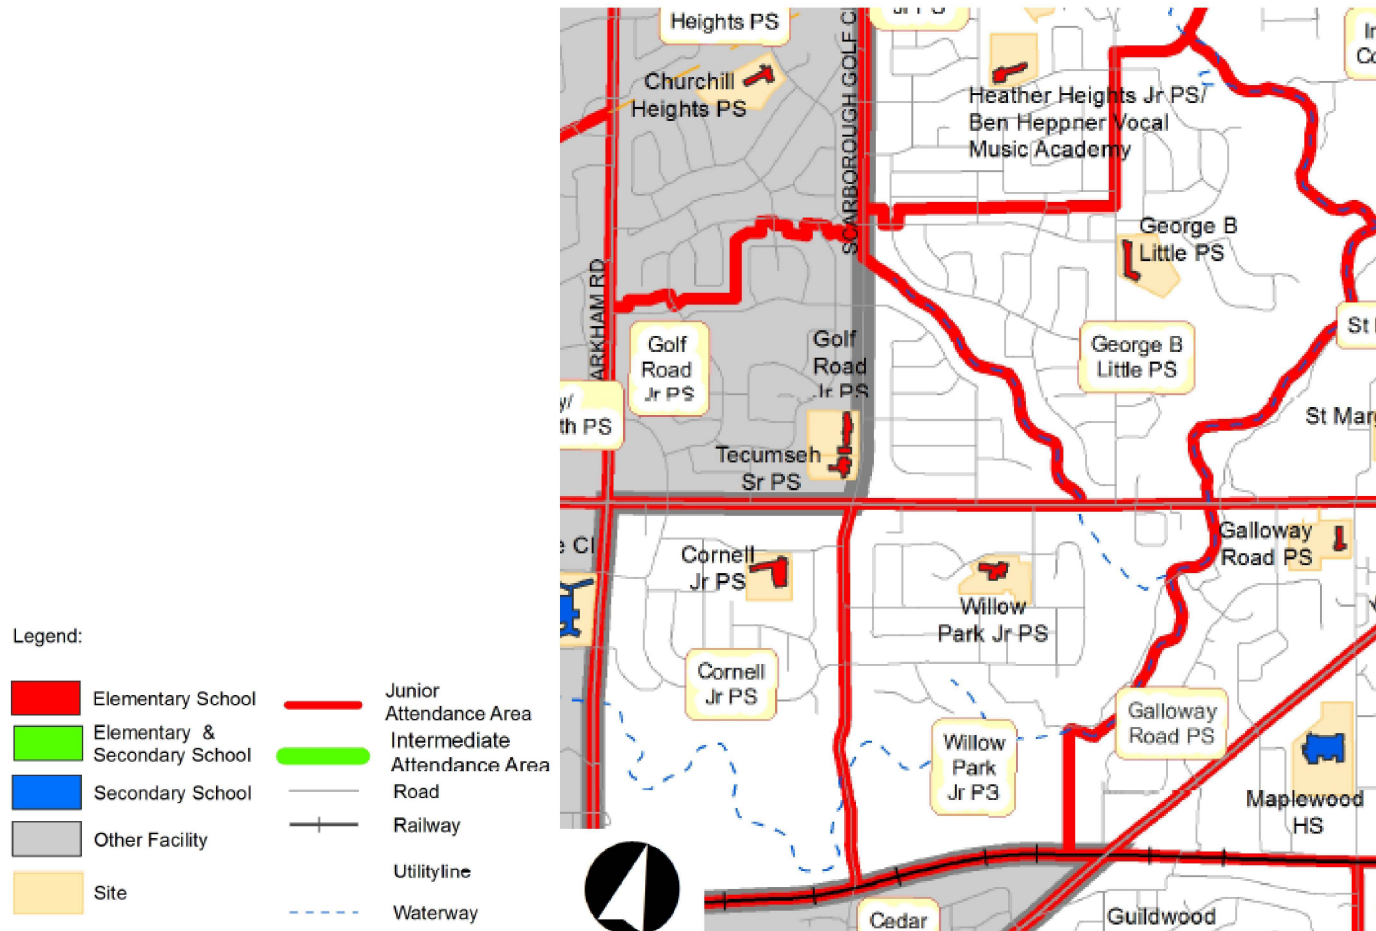 Heights PS
Churchill
Heights PS
SCARBOROUGH GOLF
Heather Heights Jr PS/
Ben Heppner Vocal
Music Academy
George B
Little PS
ARKHAM RD
Golf
Road
Jr PS
Golf
Road
Jr PS
George B
Little PS
St
th PS
St
Tecumseh
Sr PS
Cornell
Jr PS
Galloway
Road PS
Willow
Park Jr PS
Cornell
Jr PS
Galloway
Road PS
Willow
Park
Jr PS
Maplewood
HS
Cedar
Guildwood
Legend:
Elementary School
Elementary &
Secondary School
Secondary School
Other Facility
Site
Junior
Attendance Area
Intermediate
Attendance Area
Road
Railway
Utilityline
Waterway